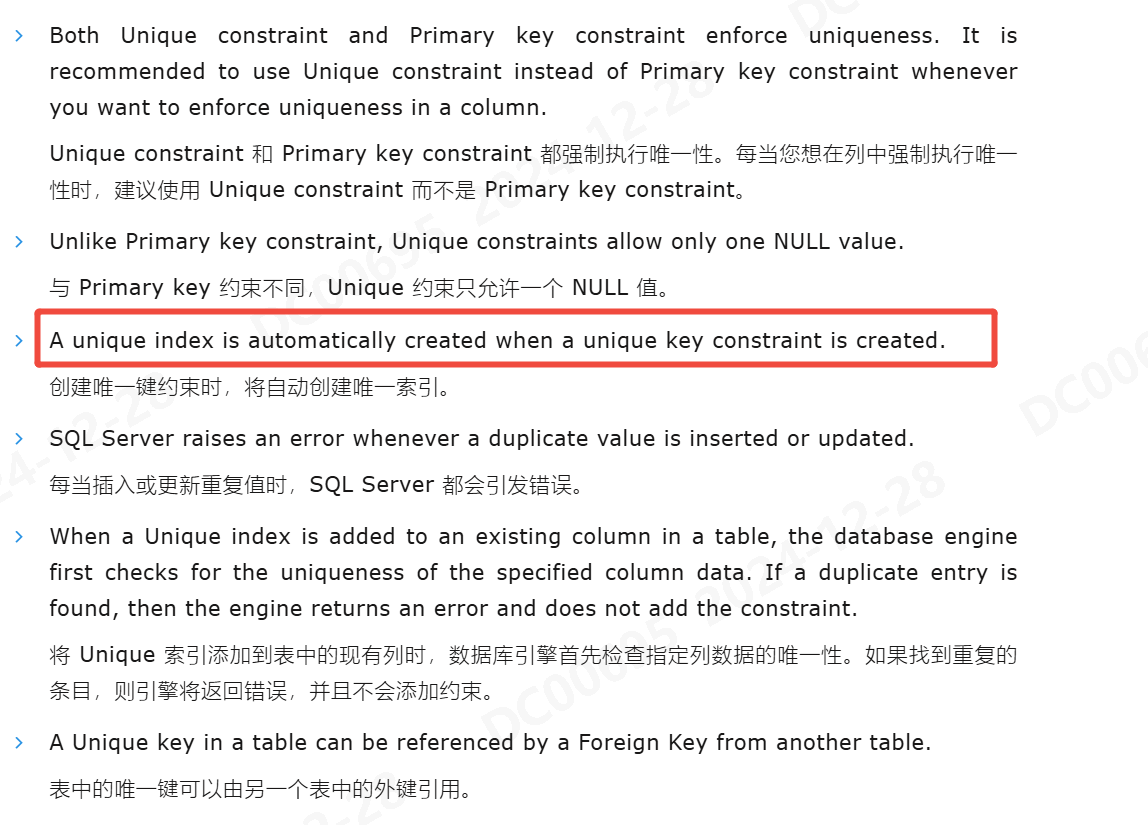 Both Unique constraint and Primary key constraint enforce uniqueness. It is
recommended to use Unique constraint instead of Primary key constraint whenever
you want to enforce uniqueness in a column.
Unique constraint 和 Primary key constraint 都强制执行唯一性。每当您想在列中强制执行唯一
性时，建议使用 Unique constraint 而不是 Primary key constraint。
Unlike Primary key constraint, Unique constraints allow only one NULL value.
与 Primary key 约束不同，Unique 约束只允许一个 NULL 值。
A unique index is automatically created when a unique key constraint is created.
创建唯一键约束时，将自动创建唯一索引。
SQL Server raises an error whenever a duplicate value is inserted or updated.
每当插入或更新重复值时，SQL Server 都会引发错误。
When a Unique index is added to an existing column in a table, the database engine
first checks for the uniqueness of the specified column data. If a duplicate entry is
found, then the engine returns an error and does not add the constraint.
将 Unique 索引添加到表中的现有列时，数据库引擎首先检查指定列数据的唯一性。如果找到重复的
条目，则引擎将返回错误，并且不会添加约束。
A Unique key in a table can be referenced by a Foreign Key from another table.
表中的唯一键可以由另一个表中的外键引用。
DC00695 2024-12-28
DC00695 2024-12-28